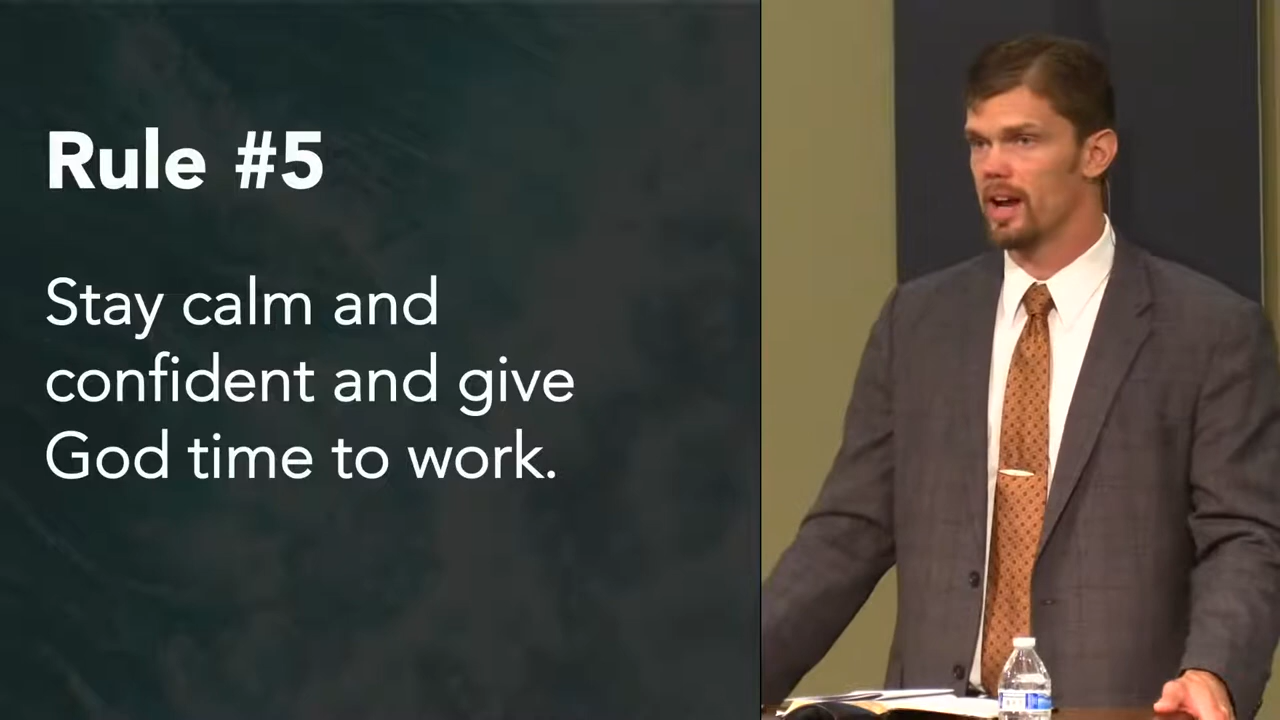 Rule #5
Stay calm and
confident and give
God time to work.